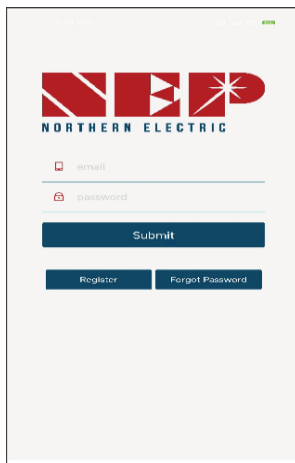 NEP
NORTHERN ELECTRIC
email
password
Submit
Register Forgot Password